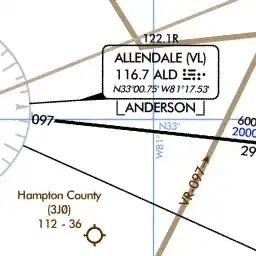 122.1R
ALLENDALE (VL)
116.7 ALD
N33°00.75' W81°17.53'
ANDERSON
097
N33°
W81°
600
2000
29
VR-097
Hampton County
(3J0)
112 - 36